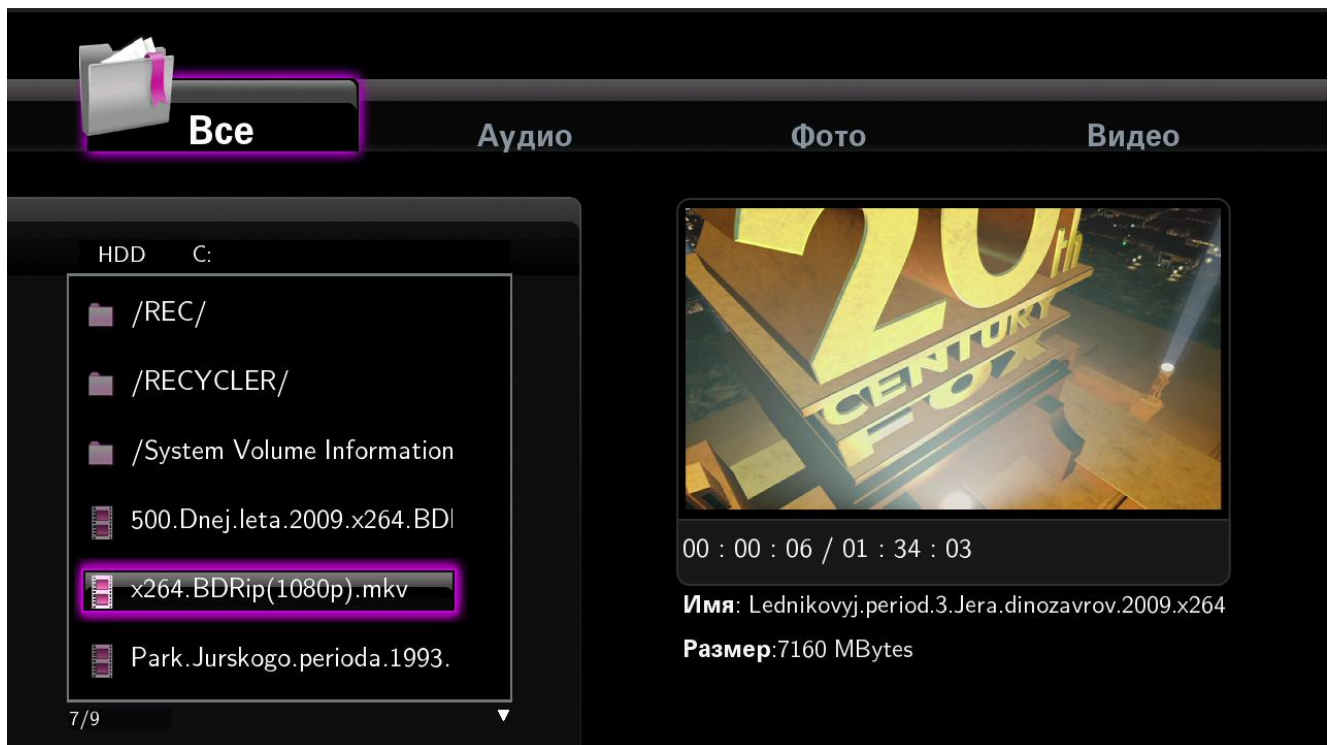 Все
Аудио
Фото
Видео
HDD C:
/REC/
/RECYCLER/
/System Volume Information
500.Dnej.leta.2009.x264.BD
x264.BDRip(1080p).mkv
Park.Jurskogo.perioda.1993.
7/9
20th
CENTURY
FOX
00 : 00 : 06 / 01 : 34 : 03
Имя: Lednikovyj.period.3.Jera.dinozavrov.2009.x264
Размер:7160 MBytes